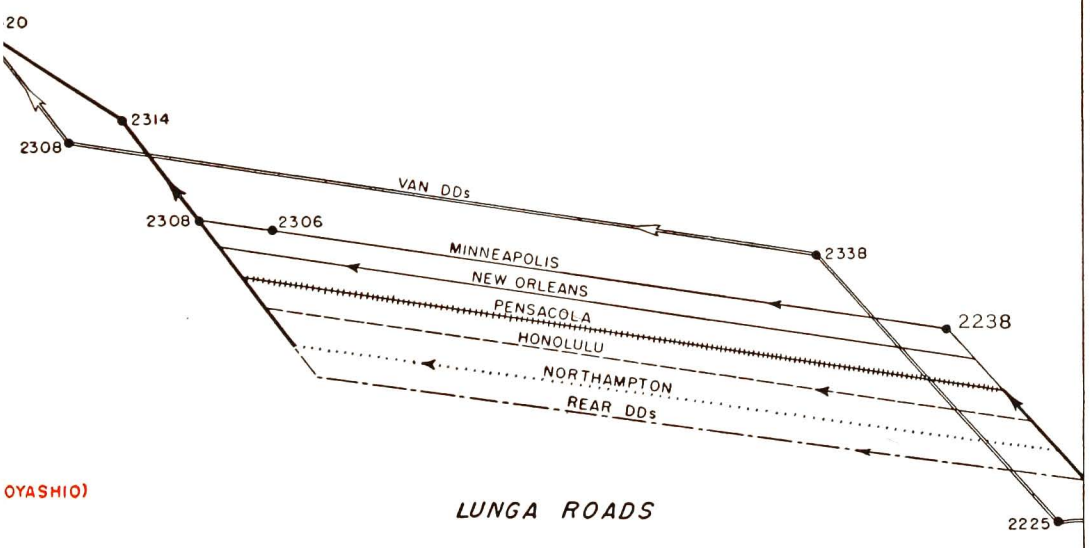 20
2314
2308
VAN DDs
2308
2306
MINNEAPOLIS
2338
NEW ORLEANS
PENSACOLA
2238
HONOLULU
NORTHAMPTON
REAR DDs
OYASHIO)
LUNGA ROADS
2225